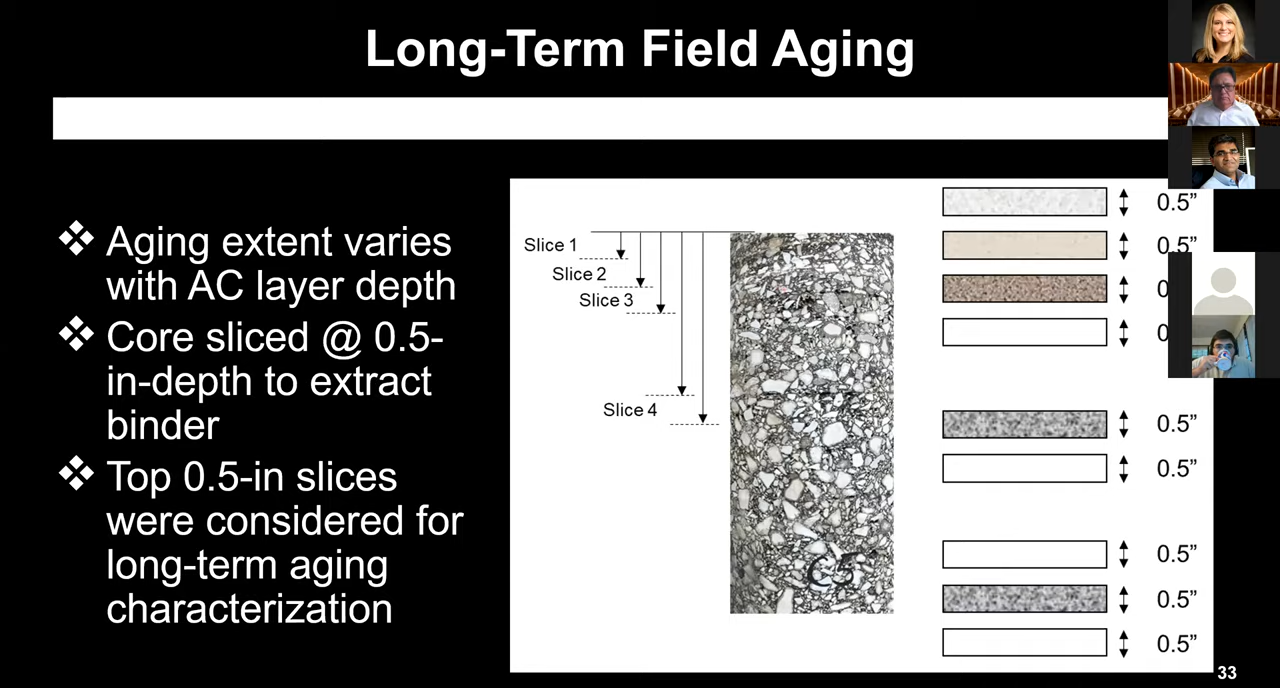 Long-Term Field Aging
❖ Aging extent varies
with AC layer depth
❖ Core sliced @ 0.5-
in-depth to extract
binder
❖ Top 0.5-in slices
were considered for
long-term aging
characterization
Slice 1
Slice 2
Slice 3
Slice 4
0.5”
0.5”
0.5”
0.5”
0.5”
0.5”
0.5”
33